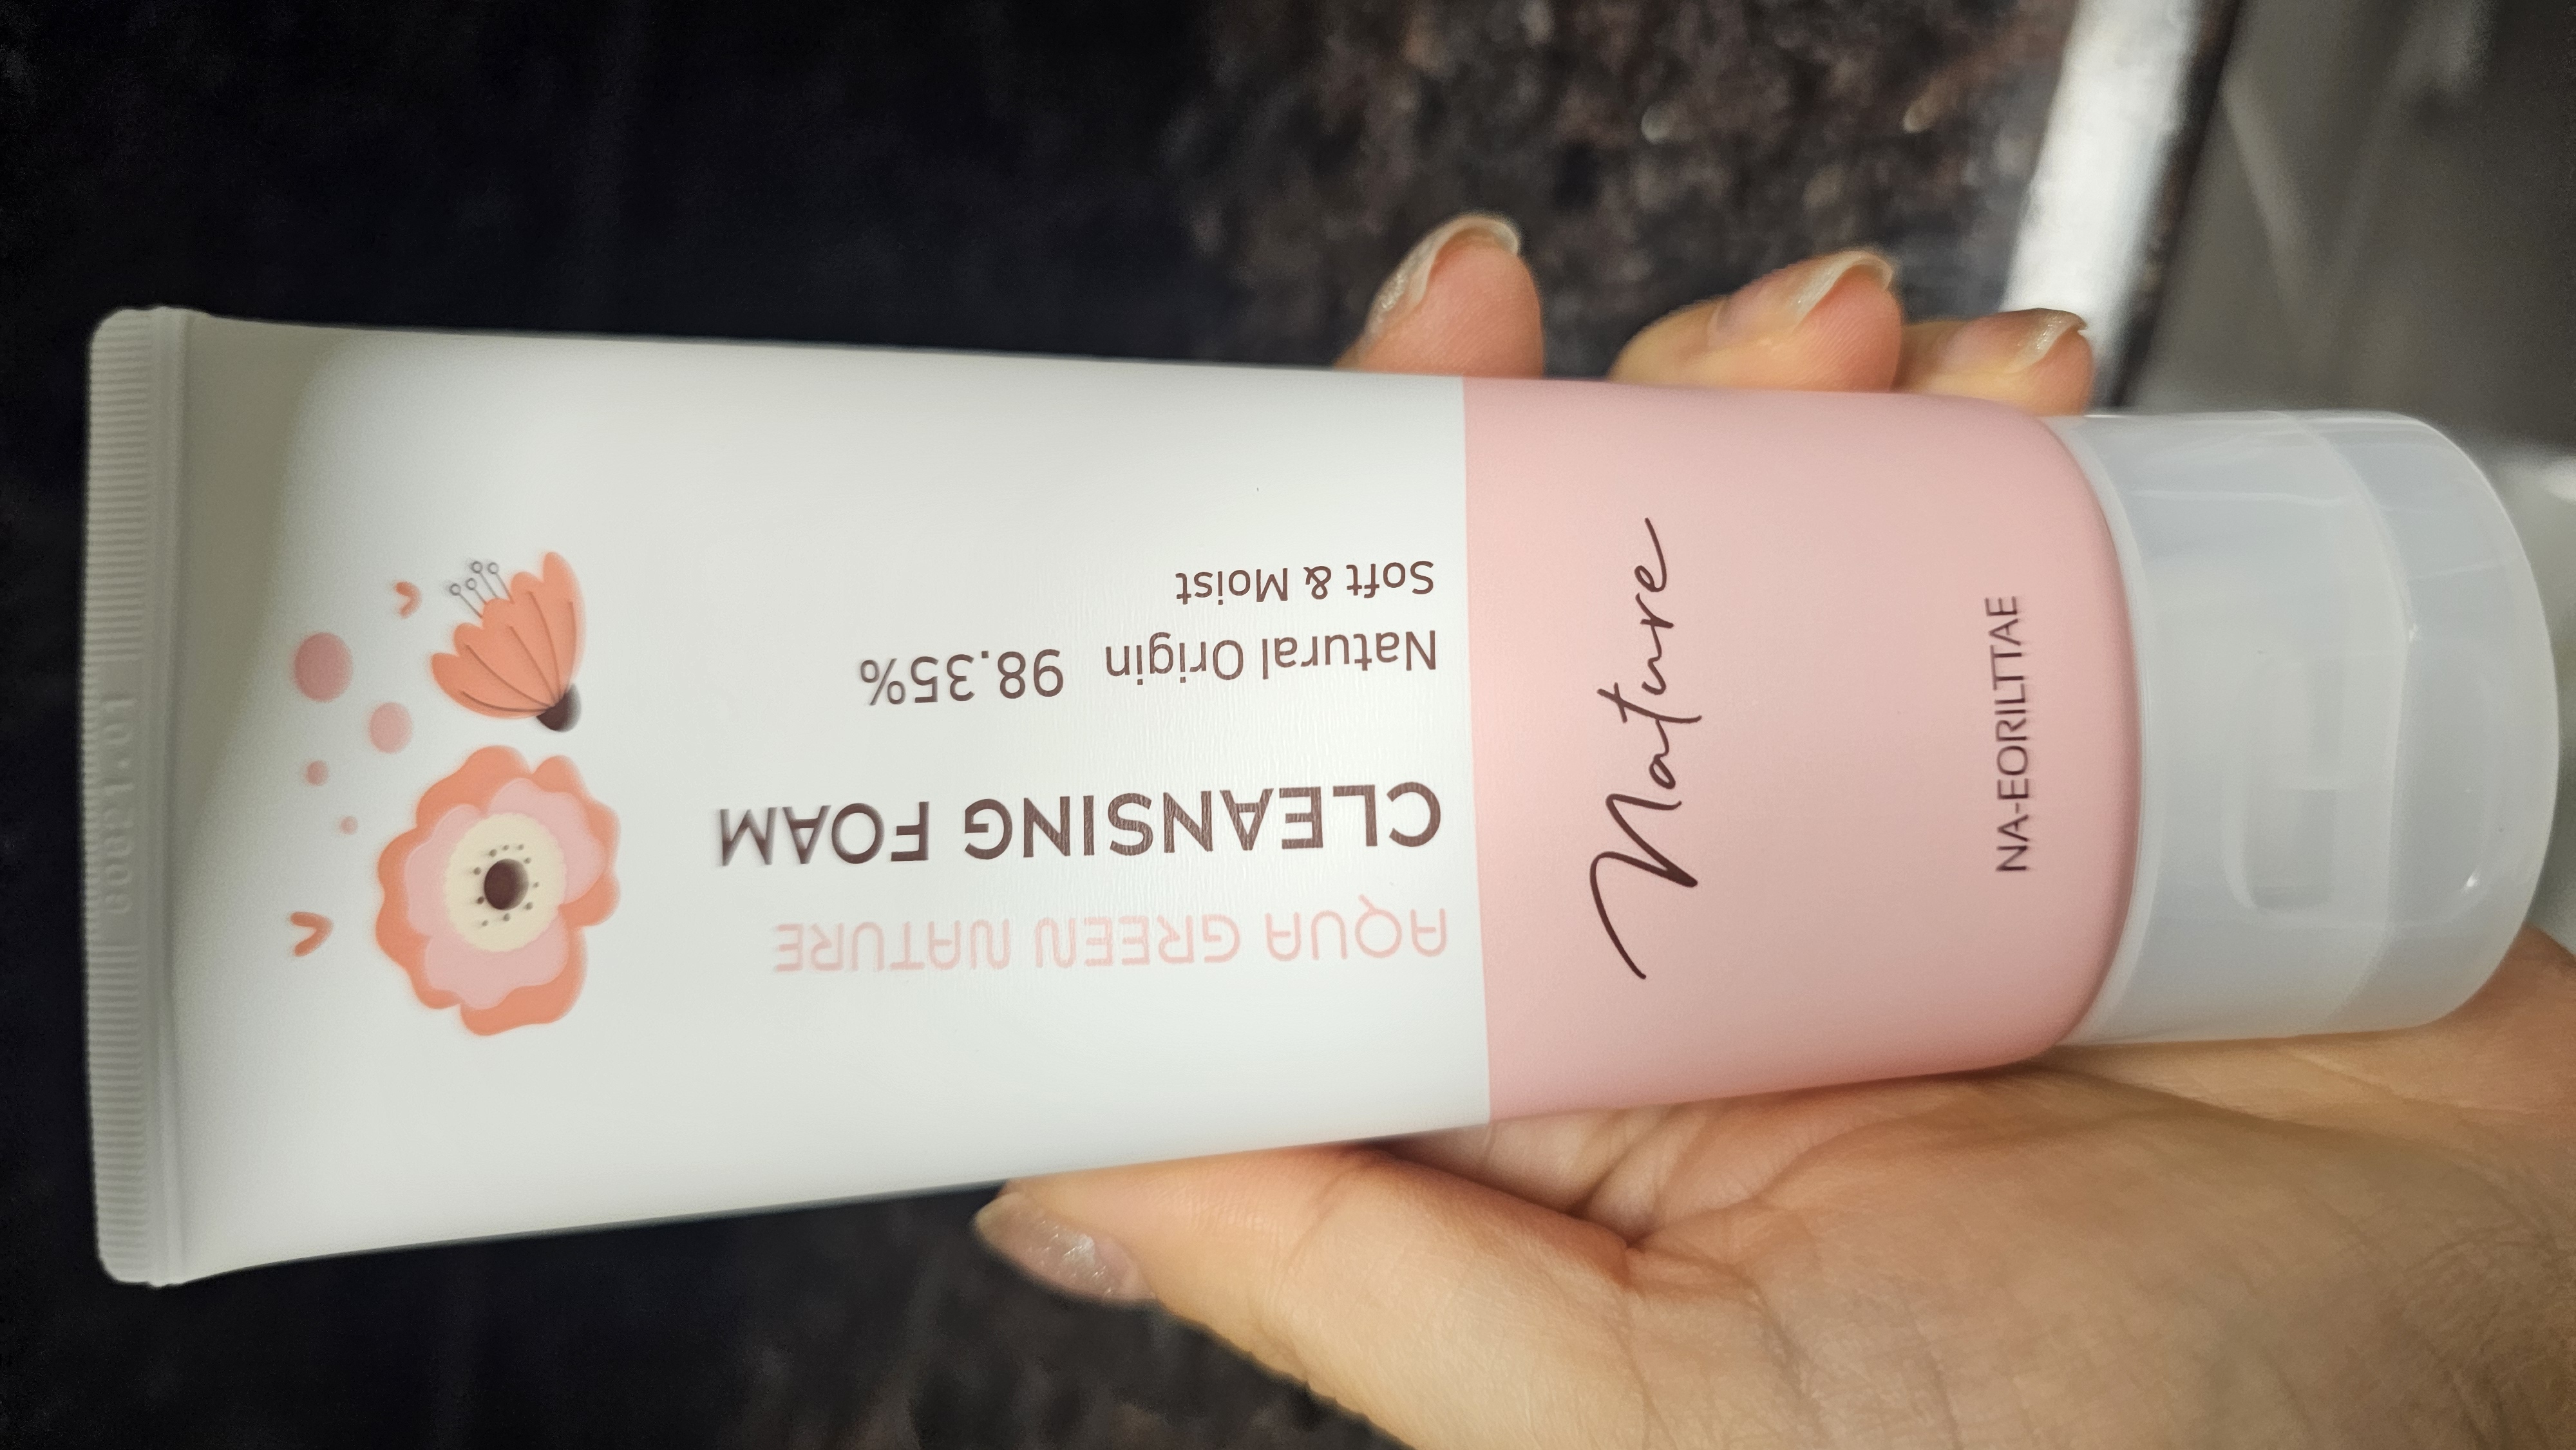 AQUA GREEN NATURE
CLEANSING FOAM
Natural Origin 98.35%
Soft & Moist
Nature
NA-EORILTTAE